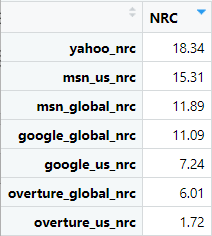 NRC
yahoo_nrc 18.34
msn_us_nrc 15.31
msn_global_nrc 11.89
google_global_nrc 11.09
google_us_nrc 7.24
overture_global_nrc 6.01
overture_us_nrc 1.72